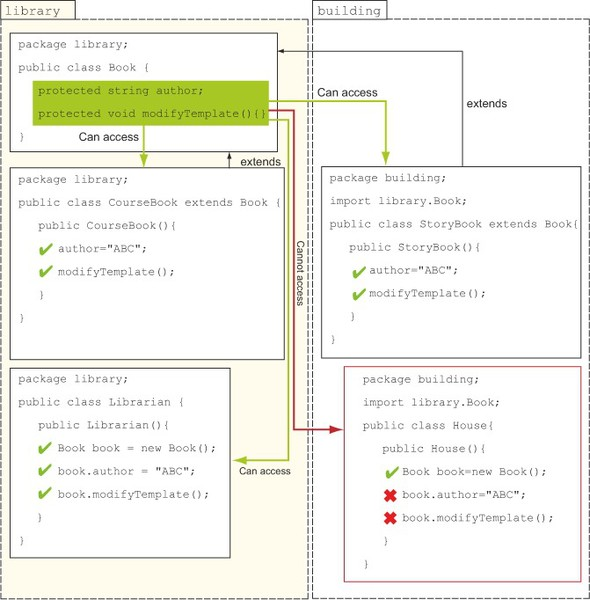 library
package library;
public class Book {
protected string author;
protected void modifyTemplate(){}
}
Can access
extends
package library;
public class CourseBook extends Book {
public CourseBook(){
author="ABC";
modifyTemplate();
}
}
package library;
public class Librarian {
public Librarian(){
Book book = new Book();
book.author = "ABC";
book.modifyTemplate();
}
}
Can access
Cannot access
building
Can access
extends
package building;
import library.Book;
public class StoryBook extends Book{
public StoryBook(){
author="ABC";
modifyTemplate();
}
}
package building;
import library.Book;
public class House{
public House(){
Book book=new Book();
book.author="ABC";
book.modifyTemplate();
}
}